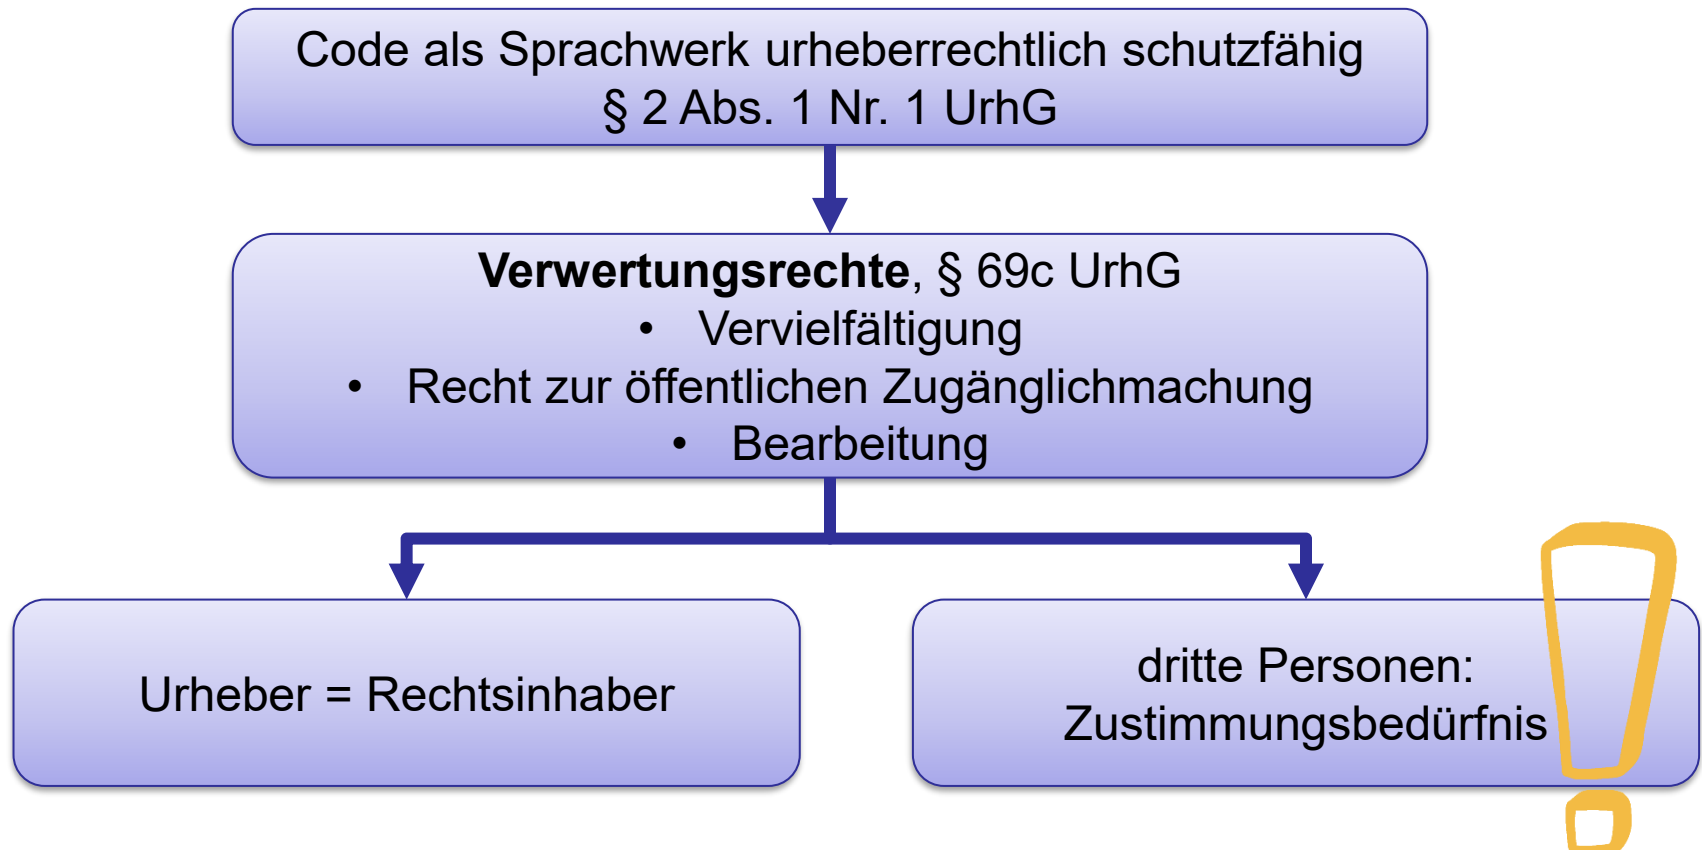 Code als Sprachwerk urheberrechtlich schutzfähig
§ 2 Abs. 1 Nr. 1 UrhG
Verwertungsrechte, § 69c UrhG
• Vervielfältigung
• Recht zur öffentlichen Zugänglichmachung
• Bearbeitung
Urheber = Rechtsinhaber
dritte Personen:
Zustimmungsbedürfnis